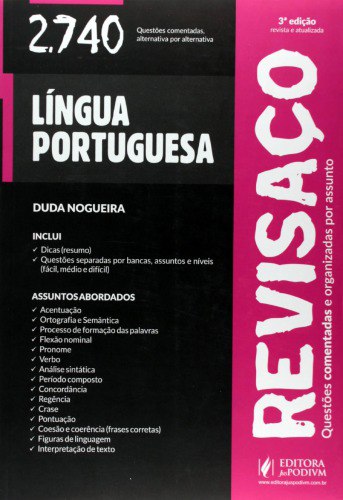 2.740
Questões comentadas,
alternativa por alternativa
3ª edição
revista e atualizada
LÍNGUA
PORTUGUESA
DUDA NOGUEIRA
INCLUI
✓ Dicas (resumo)
✓ Questões separadas por bancas, assuntos e níveis
(fácil, médio e difícil)
ASSUNTOS ABORDADOS
✓ Acentuação
✓ Ortografia e Semântica
✓ Processo de formação das palavras
✓ Flexão nominal
✓ Pronome
✓ Verbo
✓ Análise sintática
✓ Período composto
✓ Concordância
✓ Regência
✓ Crase
✓ Pontuação
✓ Coesão e coerência (frases corretas)
✓ Figuras de linguagem
✓ Interpretação de texto
REVISAÇO
Questões comentadas e organizadas por assunto
EDITORA
JusPODIVM
www.editorajuspodivm.com.br